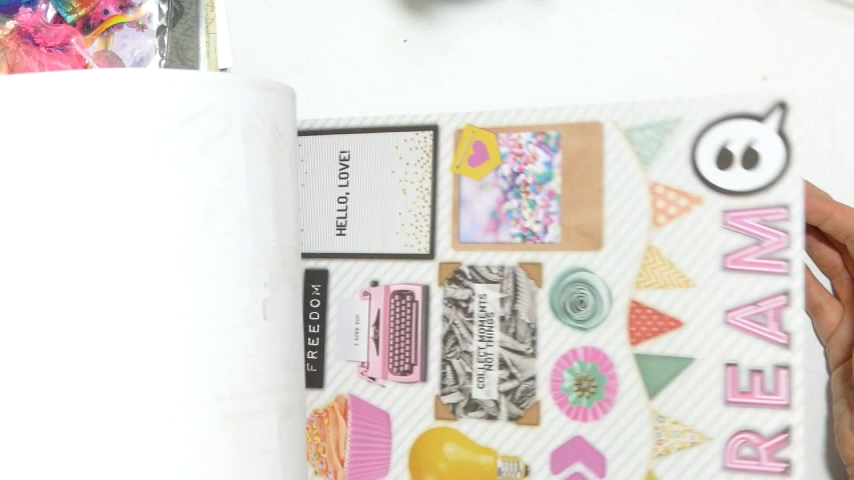 HELLO, LOVE!
FREEDOM
COLLECT MOMENTS
NOT THINGS
REAM